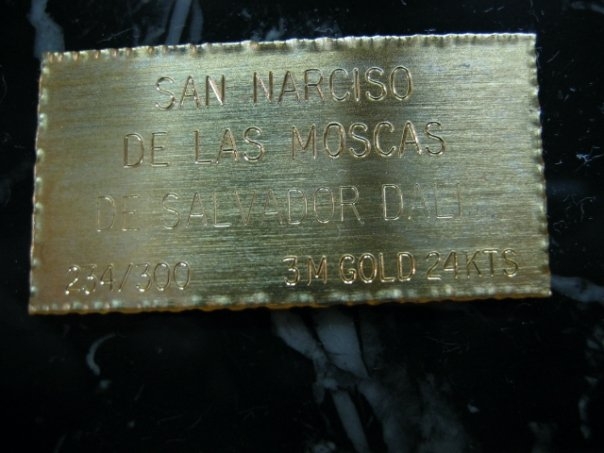 SAN NARCISO
DE LAS MOSCAS
DE SALVADOR DALI...
234/300 3M GOLD 24KTS